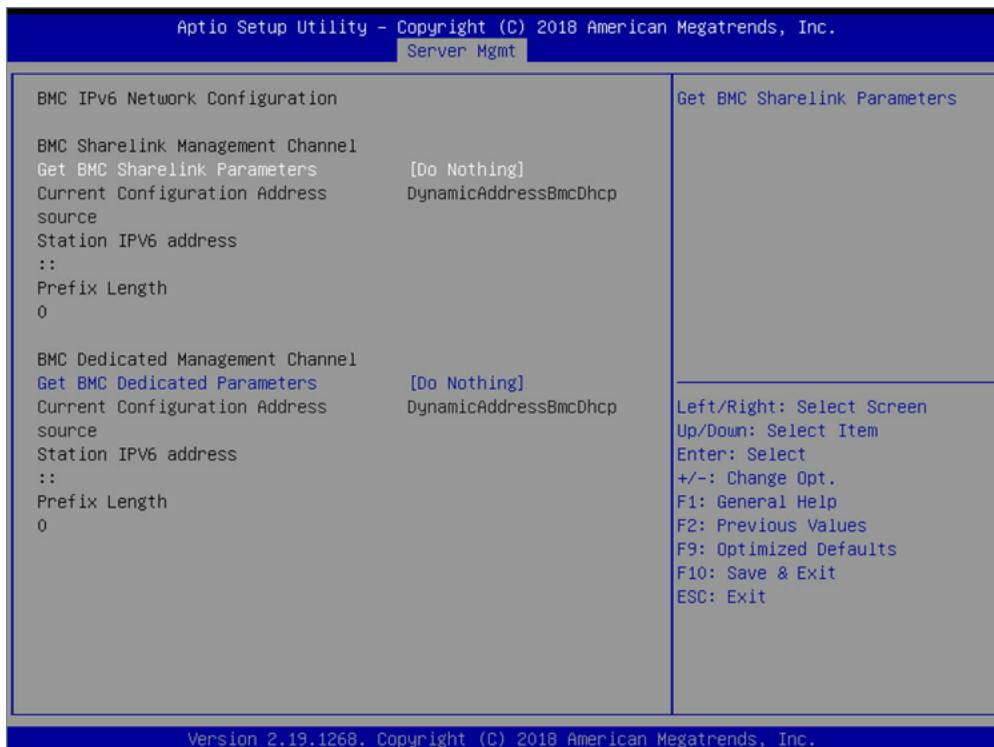 Aptio Setup Utility – Copyright (C) 2018 American Megatrends, Inc.
Server Mgmt
BMC IPv6 Network Configuration
BMC Sharelink Management Channel
Get BMC Sharelink Parameters [Do Nothing]
Current Configuration Address DynamicAddressBmcDhcp
source
Station IPV6 address
::
Prefix Length
0
BMC Dedicated Management Channel
Get BMC Dedicated Parameters [Do Nothing]
Current Configuration Address DynamicAddressBmcDhcp
source
Station IPV6 address
::
Prefix Length
0
Get BMC Sharelink Parameters
Left/Right: Select Screen
Up/Down: Select Item
Enter: Select
+/-: Change Opt.
F1: General Help
F2: Previous Values
F9: Optimized Defaults
F10: Save & Exit
ESC: Exit
Version 2.19.1268. Copyright (C) 2018 American Megatrends, Inc.